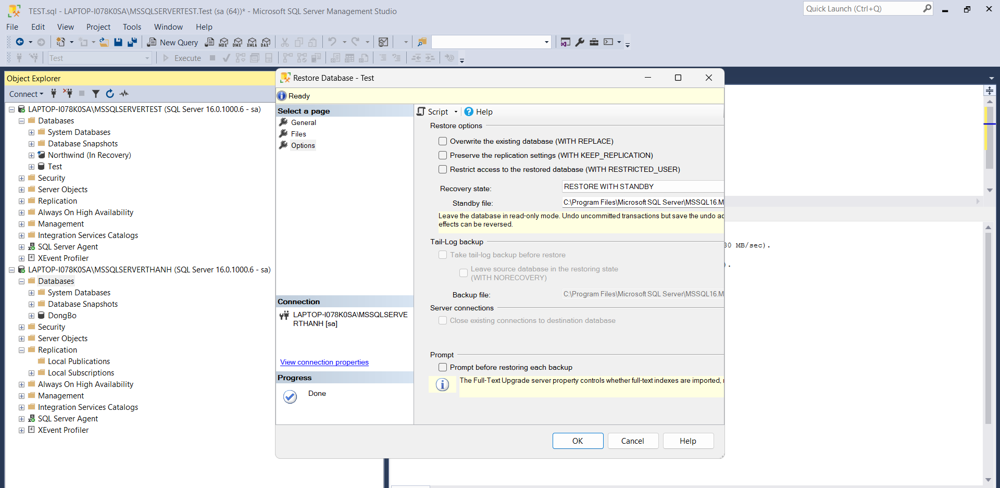 TEST.sql - LAPTOP-I078K0SA\MSSQLSERVERTEST.Test (sa (64))* - Microsoft SQL Server Management Studio
Quick Launch (Ctrl+Q)
File Edit View Project Tools Window Help
New Query MDX DMX XMLA DAX
Test Execute
Object Explorer
Connect
LAPTOP-I078K0SA\MSSQLSERVERTEST (SQL Server 16.0.1000.6 - sa)
Databases
System Databases
Database Snapshots
Northwind (In Recovery)
Test
Security
Server Objects
Replication
Always On High Availability
Management
Integration Services Catalogs
SQL Server Agent
XEvent Profiler
LAPTOP-I078K0SA\MSSQLSERVERTHANH (SQL Server 16.0.1000.6 - sa)
Databases
System Databases
Database Snapshots
DongBo
Security
Server Objects
Replication
Local Publications
Local Subscriptions
Always On High Availability
Management
Integration Services Catalogs
SQL Server Agent
XEvent Profiler
Restore Database - Test
Ready
Select a page
General
Files
Options
Connection
LAPTOP-I078K0SA\MSSQLSERVE
RTHANH [sa]
View connection properties
Progress
Done
Script Help
Restore options
Overwrite the existing database (WITH REPLACE)
Preserve the replication settings (WITH KEEP_REPLICATION)
Restrict access to the restored database (WITH RESTRICTED_USER)
Recovery state: RESTORE WITH STANDBY
Standby file: C:\Program Files\Microsoft SQL Server\MSSQL16.M
Leave the database in read-only mode. Undo uncommitted transactions but save the undo ac
effects can be reversed.
Tail-Log backup
Take tail-log backup before restore
Leave source database in the restoring state
(WITH NORECOVERY)
Backup file: C:\Program Files\Microsoft SQL Server\MSSQL16.M
Server connections
Close existing connections to destination database
Prompt
Prompt before restoring each backup
The Full-Text Upgrade server property controls whether full-text indexes are imported,
OK Cancel Help
30 MB/sec).
).